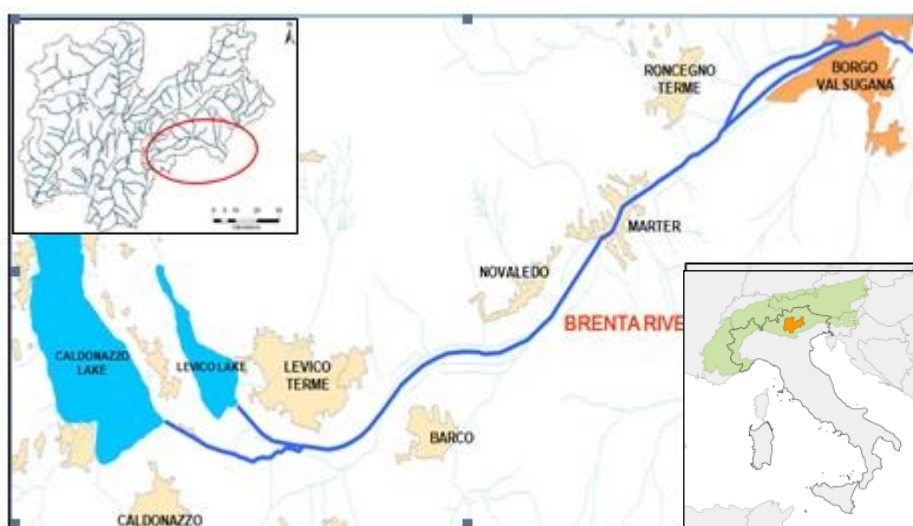 N
RONCEGNO
TERME
BORGO
VALSUGANA
MARTER
NOVALEDO
BRENTA RIVE
CALDONAZZO
LAKE
LEVICO LAKE
LEVICO
TERME
BARCO
CALDONAZZO